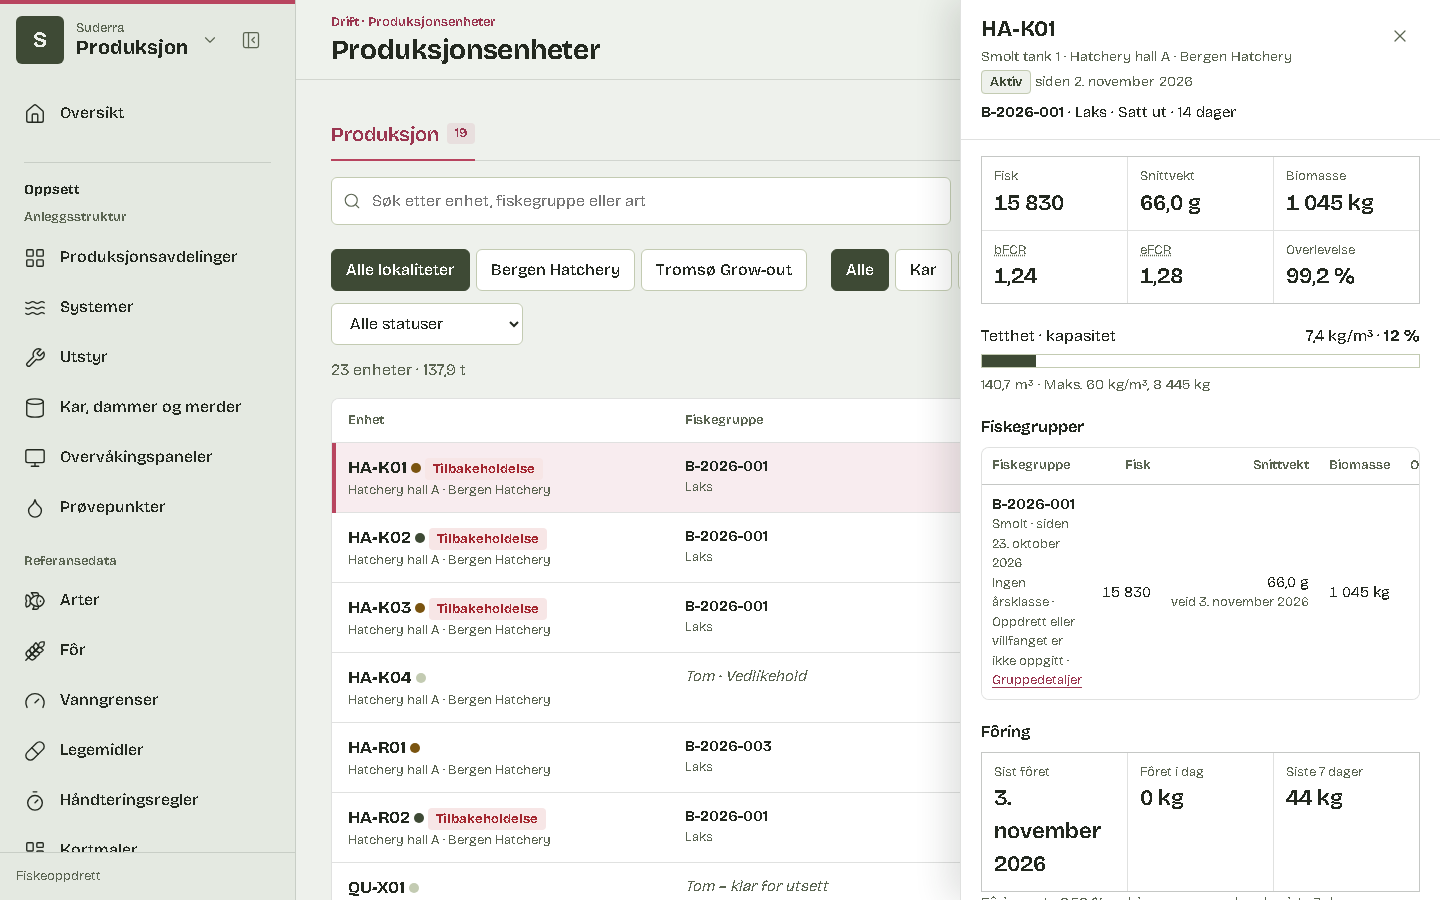 S
Suderra
Produksjon
Oversikt
Oppsett
Anleggsstruktur
Produksjonsavdelinger
Systemer
Utstyr
Kar, dammer og merder
Overvåkingspaneler
Prøvepunkter
Referansedata
Arter
Fôr
Vanngrenser
Legemidler
Håndteringsregler
Kortmaler
Fiskeoppdrett
Drift · Produksjonsenheter
Produksjonsenheter
Produksjon 19
Søk etter enhet, fiskegruppe eller art
Alle lokaliteter Bergen Hatchery Tromsø Grow-out Alle Kar
Alle statuser
23 enheter · 137,9 t
Enhet Fiskegruppe
HA-K01 Tilbakeholdelse B-2026-001
Hatchery hall A · Bergen Hatchery Laks
HA-K02 Tilbakeholdelse B-2026-001
Hatchery hall A · Bergen Hatchery Laks
HA-K03 Tilbakeholdelse B-2026-001
Hatchery hall A · Bergen Hatchery Laks
HA-K04 Tom · Vedlikehold
Hatchery hall A · Bergen Hatchery
HA-R01 B-2026-003
Hatchery hall A · Bergen Hatchery Laks
HA-R02 Tilbakeholdelse B-2026-001
Hatchery hall A · Bergen Hatchery Laks
QU-X01 Tom – klar for utsett
HA-K01
Smolt tank 1 · Hatchery hall A · Bergen Hatchery
Aktiv siden 2. november 2026
B-2026-001 · Laks · Satt ut · 14 dager
Fisk Snittvekt Biomasse
15 830 66,0 g 1 045 kg
bFCR eFCR Overlevelse
1,24 1,28 99,2 %
Tetthet · kapasitet 7,4 kg/m³ · 12 %
140,7 m³ · Maks. 60 kg/m³, 8 445 kg
Fiskegrupper
Fiskegruppe Fisk Snittvekt Biomasse O
B-2026-001
Smolt · siden
23. oktober
2026
Ingen
årsklasse ·
Oppdrett eller
villfanget er
ikke oppgitt ·
Gruppedetaljer
15 830
66,0 g
veid 3. november 2026
1 045 kg
Fôring
Sist fôret Fôret i dag Siste 7 dager
3. november 2026 0 kg 44 kg